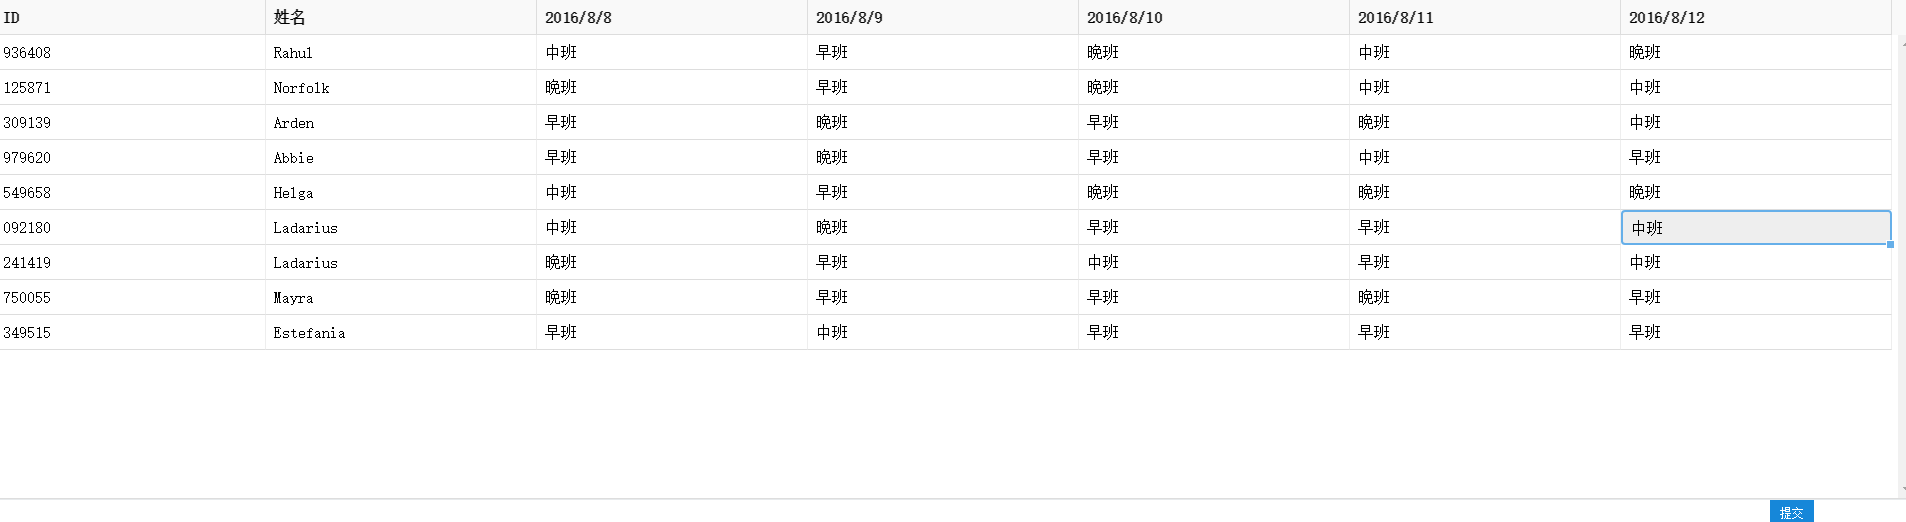 ID 姓名 2016/8/8 2016/8/9 2016/8/10 2016/8/11 2016/8/12
936408 Rahul 中班 早班 晚班 中班 晚班
125871 Norfolk 晚班 早班 晚班 中班 中班
309139 Arden 早班 晚班 早班 晚班 中班
979620 Abbie 早班 晚班 早班 中班 早班
549658 Helga 中班 早班 晚班 晚班 晚班
092180 Ladarius 中班 晚班 早班 早班 中班
241419 Ladarius 晚班 早班 中班 早班 中班
750055 Mayra 晚班 早班 早班 晚班 早班
349515 Estefania 早班 中班 早班 早班 早班
提交